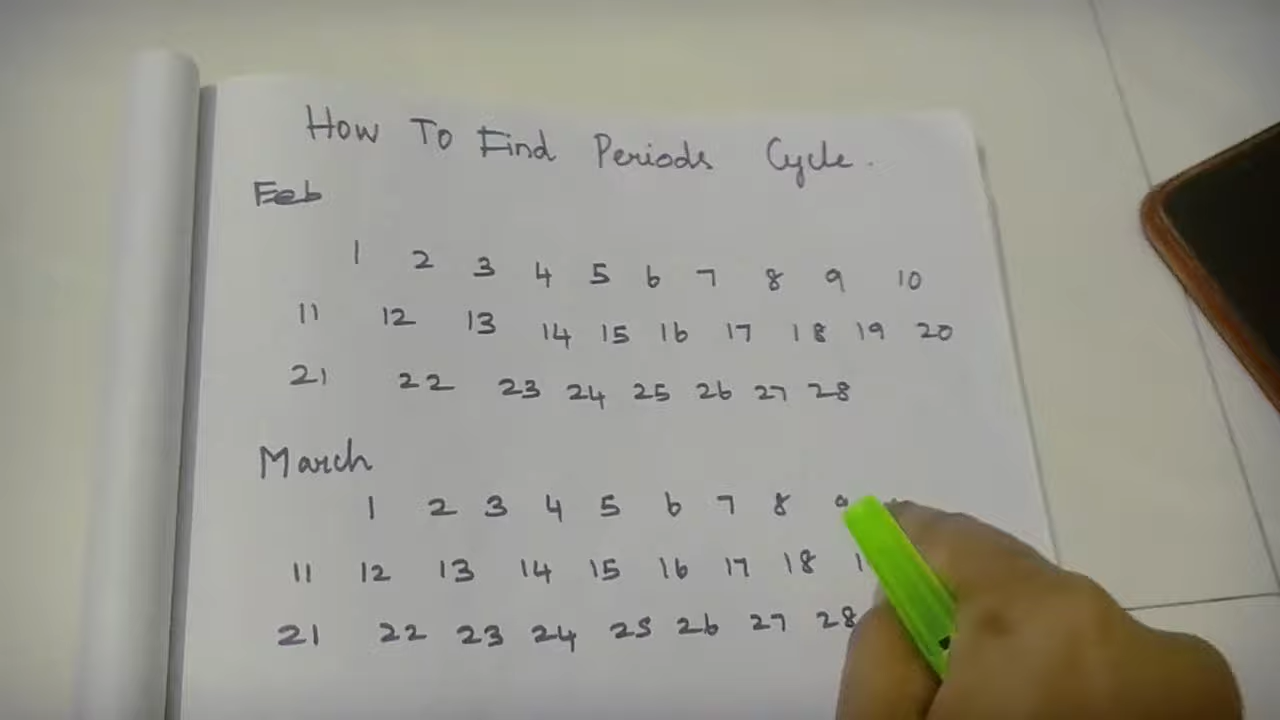 How To Find Periods Cycle.
Feb
1 2 3 4 5 6 7 8 9 10
11 12 13 14 15 16 17 18 19 20
21 22 23 24 25 26 27 28
March
1 2 3 4 5 6 7 8 9
11 12 13 14 15 16 17 18
21 22 23 24 25 26 27 28